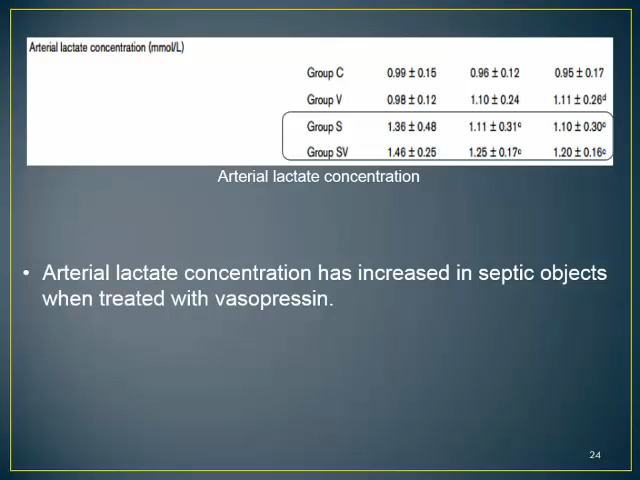 Arterial lactate concentration (mmol/L)
Group C 0.99 ± 0.15 0.96 ± 0.12 0.95 ± 0.17
Group V 0.98 ± 0.12 1.10 ± 0.24 1.11 ± 0.26d
Group S 1.36 ± 0.48 1.11 ± 0.31c 1.10 ± 0.30c
Group SV 1.46 ± 0.25 1.25 ± 0.17c 1.20 ± 0.16c
Arterial lactate concentration
• Arterial lactate concentration has increased in septic objects
when treated with vasopressin.
24